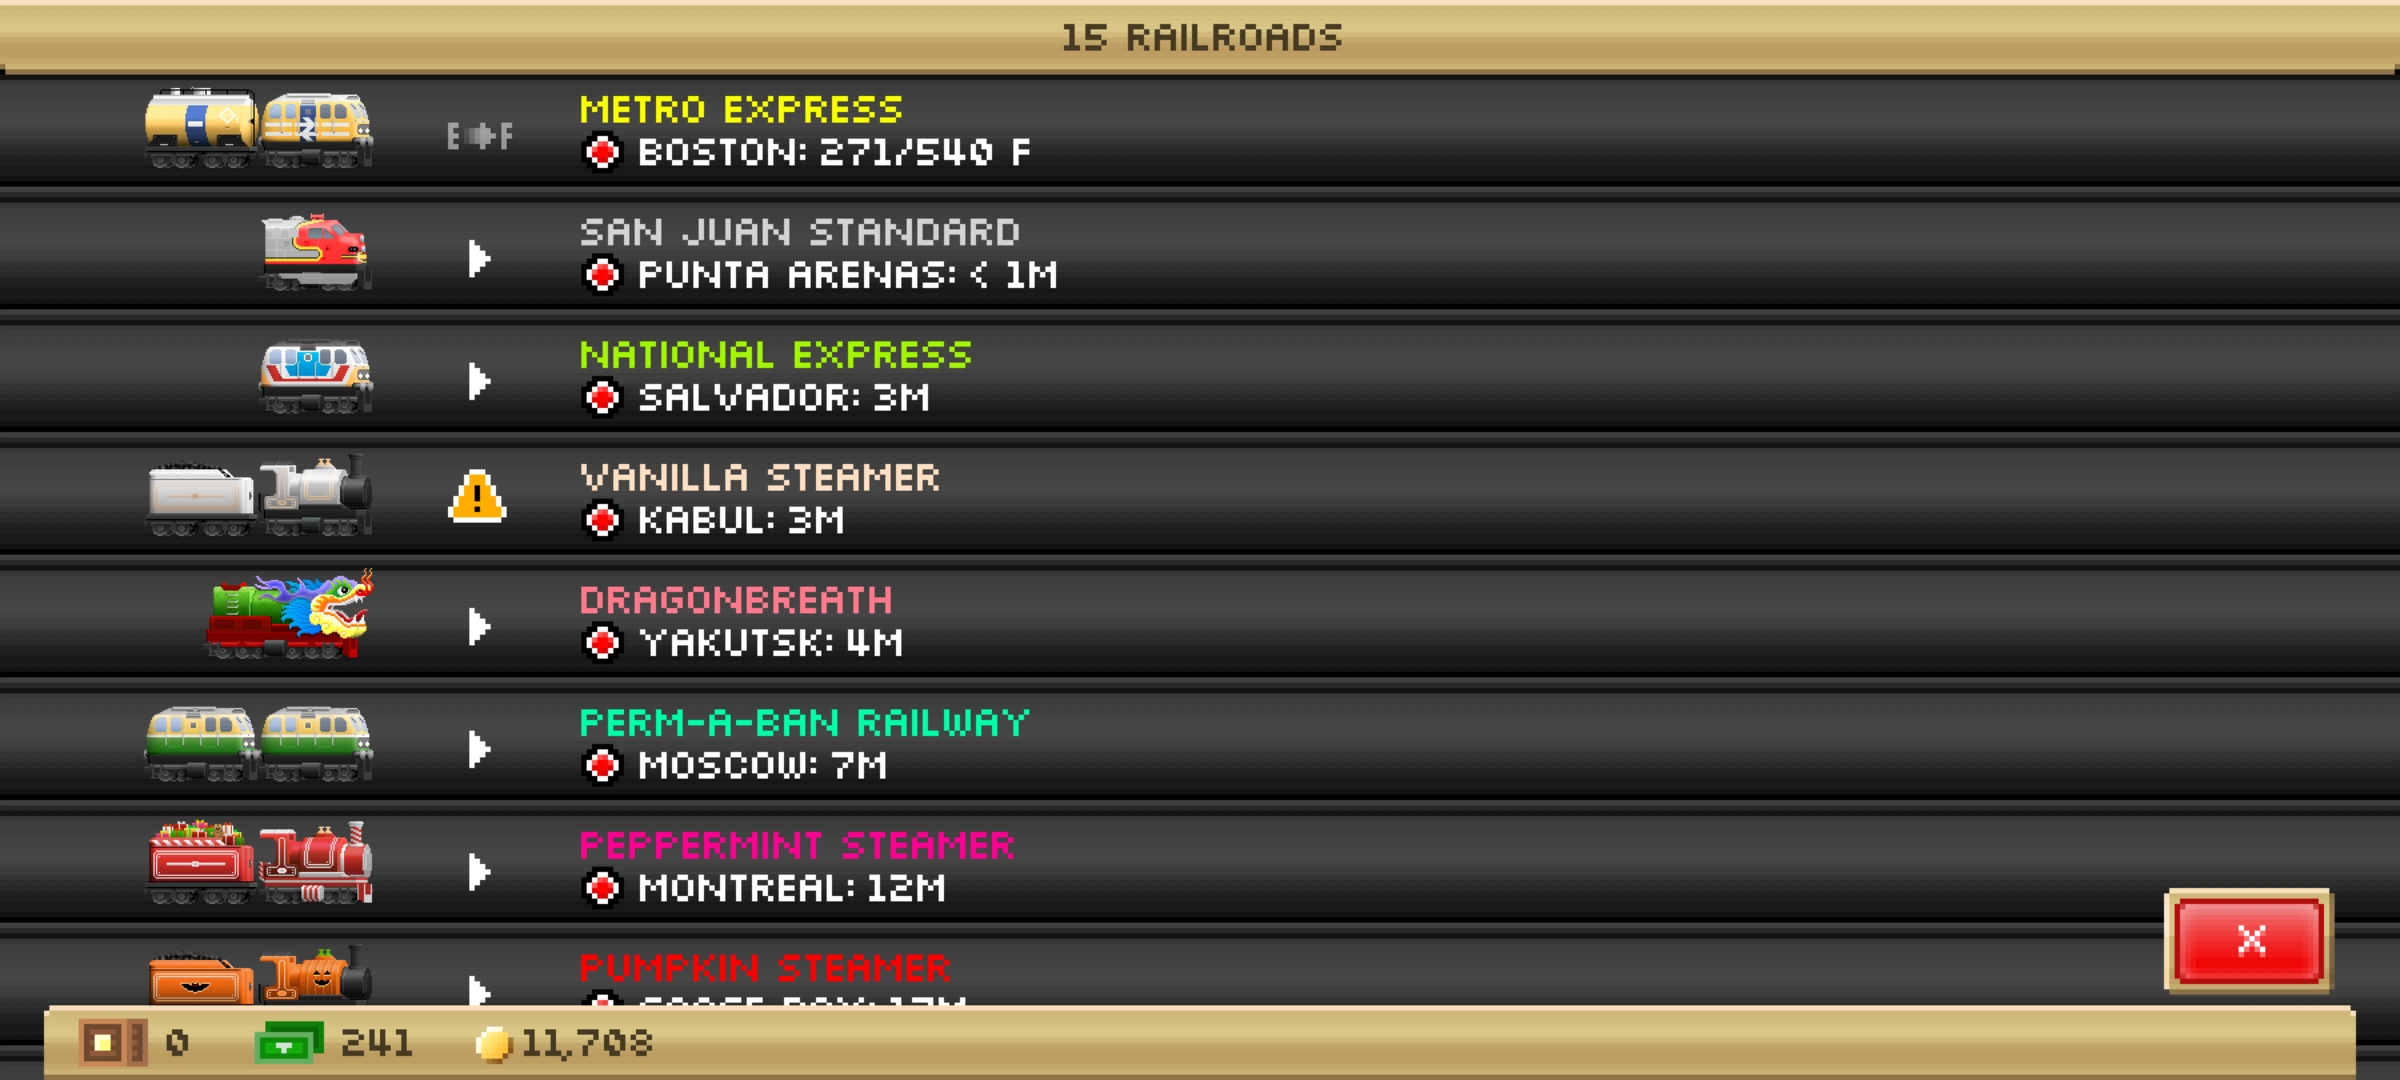 15 RAILROADS
METRO EXPRESS
E F
BOSTON: 271/540 F
SAN JUAN STANDARD
PUNTA ARENAS: < 1M
NATIONAL EXPRESS
SALVADOR: 3M
VANILLA STEAMER
KABUL: 3M
DRAGONBREATH
YAKUTSK: 4M
PERM-A-BAN RAILWAY
MOSCOW: 7M
PEPPERMINT STEAMER
MONTREAL: 12M
PUMPKIN STEAMER
X
0 241 11,708